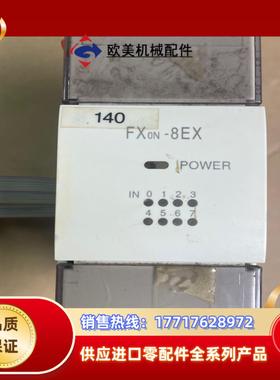 欧美机械配件
140
FX0N-8EX
POWER
IN 0 1 2 3
4 5 6 7
品质
保证
销售热线:17717628972
供应进口零配件全系列产品